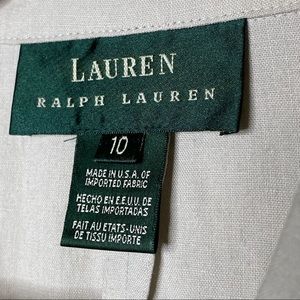 LAUREN
RALPH LAUREN
10
MADE IN U.S.A. OF
IMPORTED FABRIC
HECHO EN E.E.U.U. DE
TELAS IMPORTADAS
FAIT AU ETATS-UNIS
DE TISSU IMPORTE